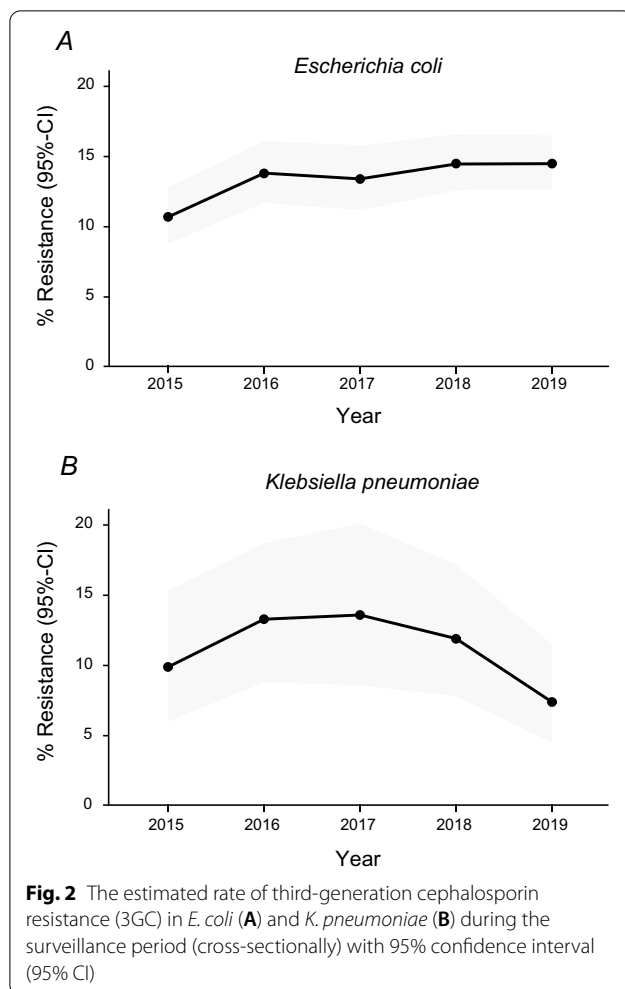 A
Escherichia coli
% Resistance (95%-CI)
20
15
10
5
0
2015 2016 2017 2018 2019
Year
B
Klebsiella pneumoniae
% Resistance (95%-CI)
20
15
10
5
0
2015 2016 2017 2018 2019
Year
Fig. 2 The estimated rate of third-generation cephalosporin
resistance (3GC) in E. coli (A) and K. pneumoniae (B) during the
surveillance period (cross-sectionally) with 95% confidence interval
(95% CI)